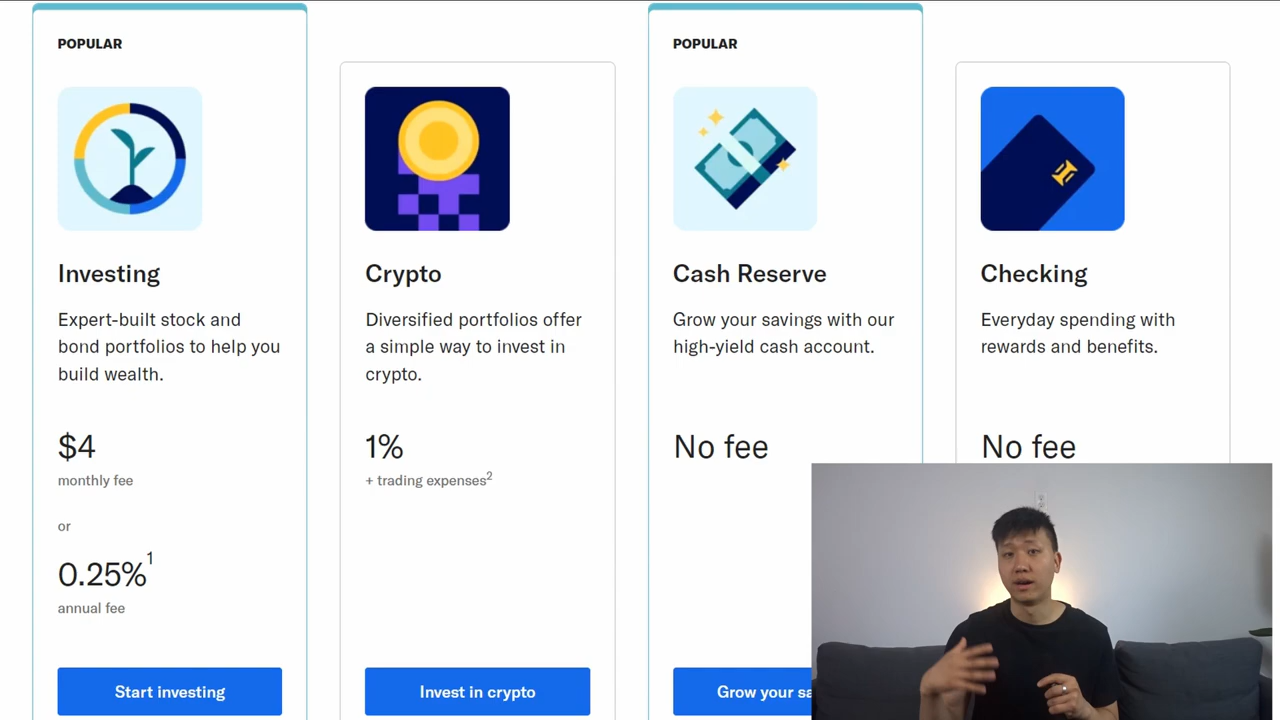 POPULAR
Investing
Expert-built stock and
bond portfolios to help you
build wealth.
$4
monthly fee
or
0.25%1
annual fee
Start investing
Crypto
Diversified portfolios offer
a simple way to invest in
crypto.
1%
+ trading expenses2
Invest in crypto
POPULAR
Cash Reserve
Grow your savings with our
high-yield cash account.
No fee
Grow your sa
Checking
Everyday spending with
rewards and benefits.
No fee